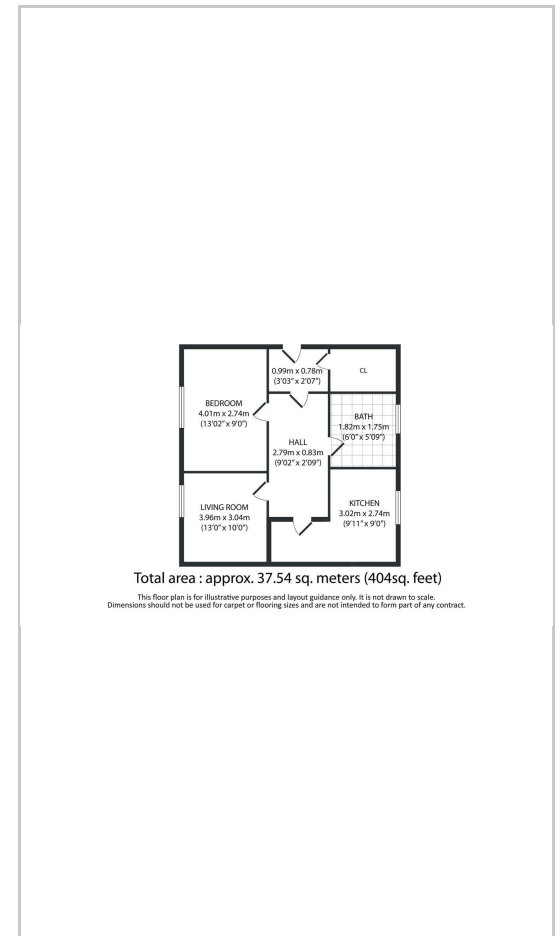 0.99m x 0.78m
(3'03" x 2'07")
CL
BEDROOM
4.01m x 2.74m
(13'02" x 9'0")
BATH
1.82m x 1.75m
(6'0" x 5'09")
HALL
2.79m x 0.83m
(9'02" x 2'09")
LIVING ROOM
3.96m x 3.04m
(13'0" x 10'0")
KITCHEN
3.02m x 2.74m
(9'11" x 9'0")
Total area : approx. 37.54 sq. meters (404sq. feet)
This floor plan is for illustrative purposes and layout guidance only. It is not drawn to scale.
Dimensions should not be used for carpet or flooring sizes and are not intended to form part of any contract.